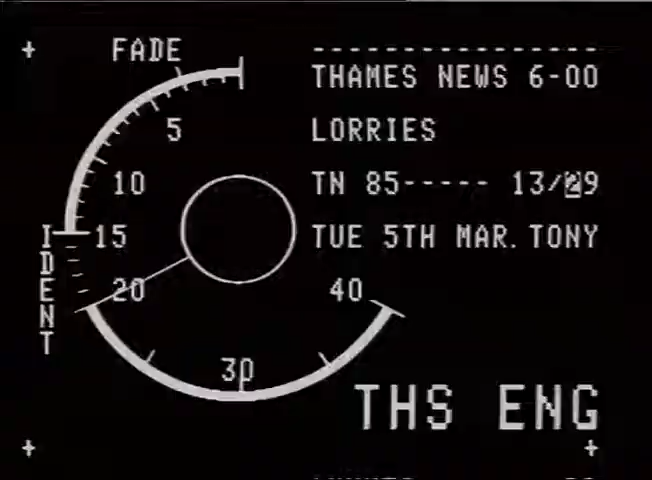 FADE
5
10
15
20
30
40
IDENT
----------------
THAMES NEWS 6-00
LORRIES
TN 85----- 13/29
TUE 5TH MAR. TONY
THS ENG